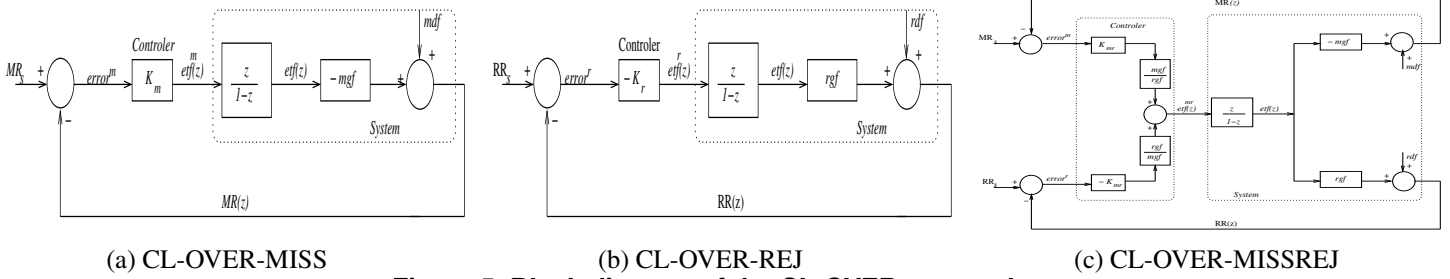 mdf
Controler
m
MR_s + error^m K_m etf(z) z/1-z etf(z) -mgf + +
-
System
MR(z)
(a) CL-OVER-MISS
rdf
Controler
r
RR_s + error^r -K_r etf(z) z/1-z etf(z) rgf + +
-
System
RR(z)
(b) CL-OVER-REJ
MR(z)
-
Controler
MR_s + error^m K_mr
-mgf +
mdf
mgf/rgf
+
mr
etf(z) z/1-z etf(z)
+
rgf/mgf
rdf
+
RR_s + error^r -K_mr
rgf +
-
System
RR(z)
(c) CL-OVER-MISSREJ